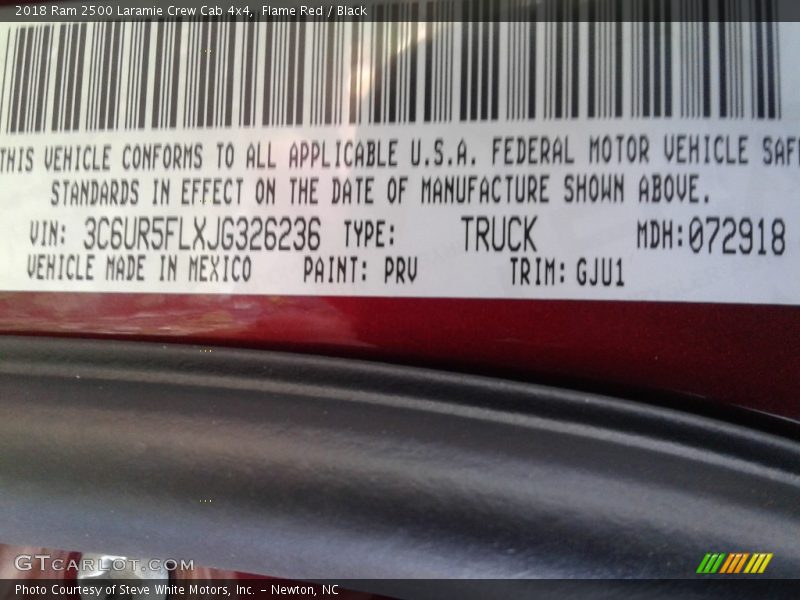 2018 Ram 2500 Laramie Crew Cab 4x4, Flame Red / Black
THIS VEHICLE CONFORMS TO ALL APPLICABLE U.S.A. FEDERAL MOTOR VEHICLE SAF
STANDARDS IN EFFECT ON THE DATE OF MANUFACTURE SHOWN ABOVE.
VIN: 3C6UR5FLXJG326236 TYPE: TRUCK MDH:072918
VEHICLE MADE IN MEXICO PAINT: PRV TRIM: GJU1
GTCARLOT.COM
Photo Courtesy of Steve White Motors, Inc. - Newton, NC